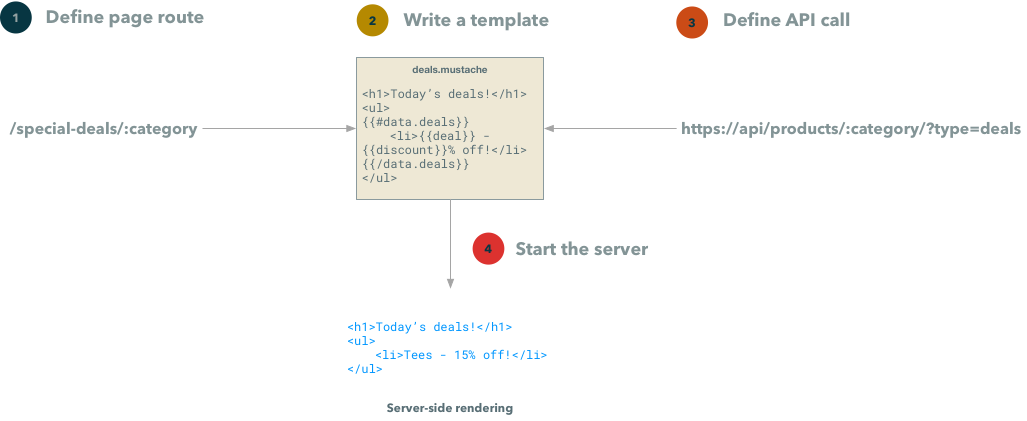 1 Define page route
2 Write a template
3 Define API call
deals.mustache
<h1>Today's deals!</h1>
<ul>
{{#data.deals}}
    <li>{{deal}} -
{{discount}}% off!</li>
{{/data.deals}}
</ul>
/special-deals/:category
https://api/products/:category/?type=deals
4 Start the server
<h1>Today's deals!</h1>
<ul>
    <li>Tees - 15% off!</li>
</ul>
Server-side rendering